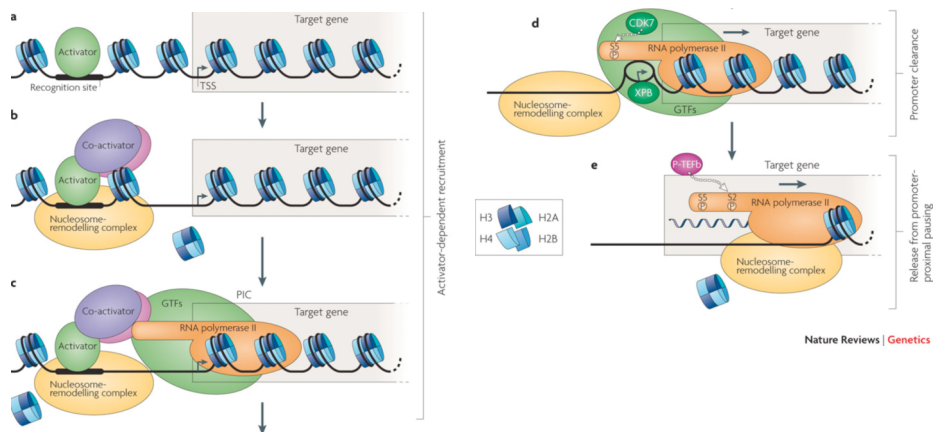 a
Target gene
Activator
Recognition site
TSS
b
Co-activator
Target gene
Activator
Nucleosome-
remodelling complex
c
PIC
Co-activator
GTFs
Target gene
RNA polymerase II
Activator
Nucleosome-
remodelling complex
Activator-dependent recruitment
d
CDK7
Target gene
S5
P
RNA polymerase II
XPB
GTFs
Nucleosome-
remodelling complex
Promoter clearance
e
P-TEFb
Target gene
S5 S2
P P
RNA polymerase II
Nucleosome-
remodelling complex
Release from promoter-
proximal pausing
H3 H2A
H4 H2B
Nature Reviews | Genetics